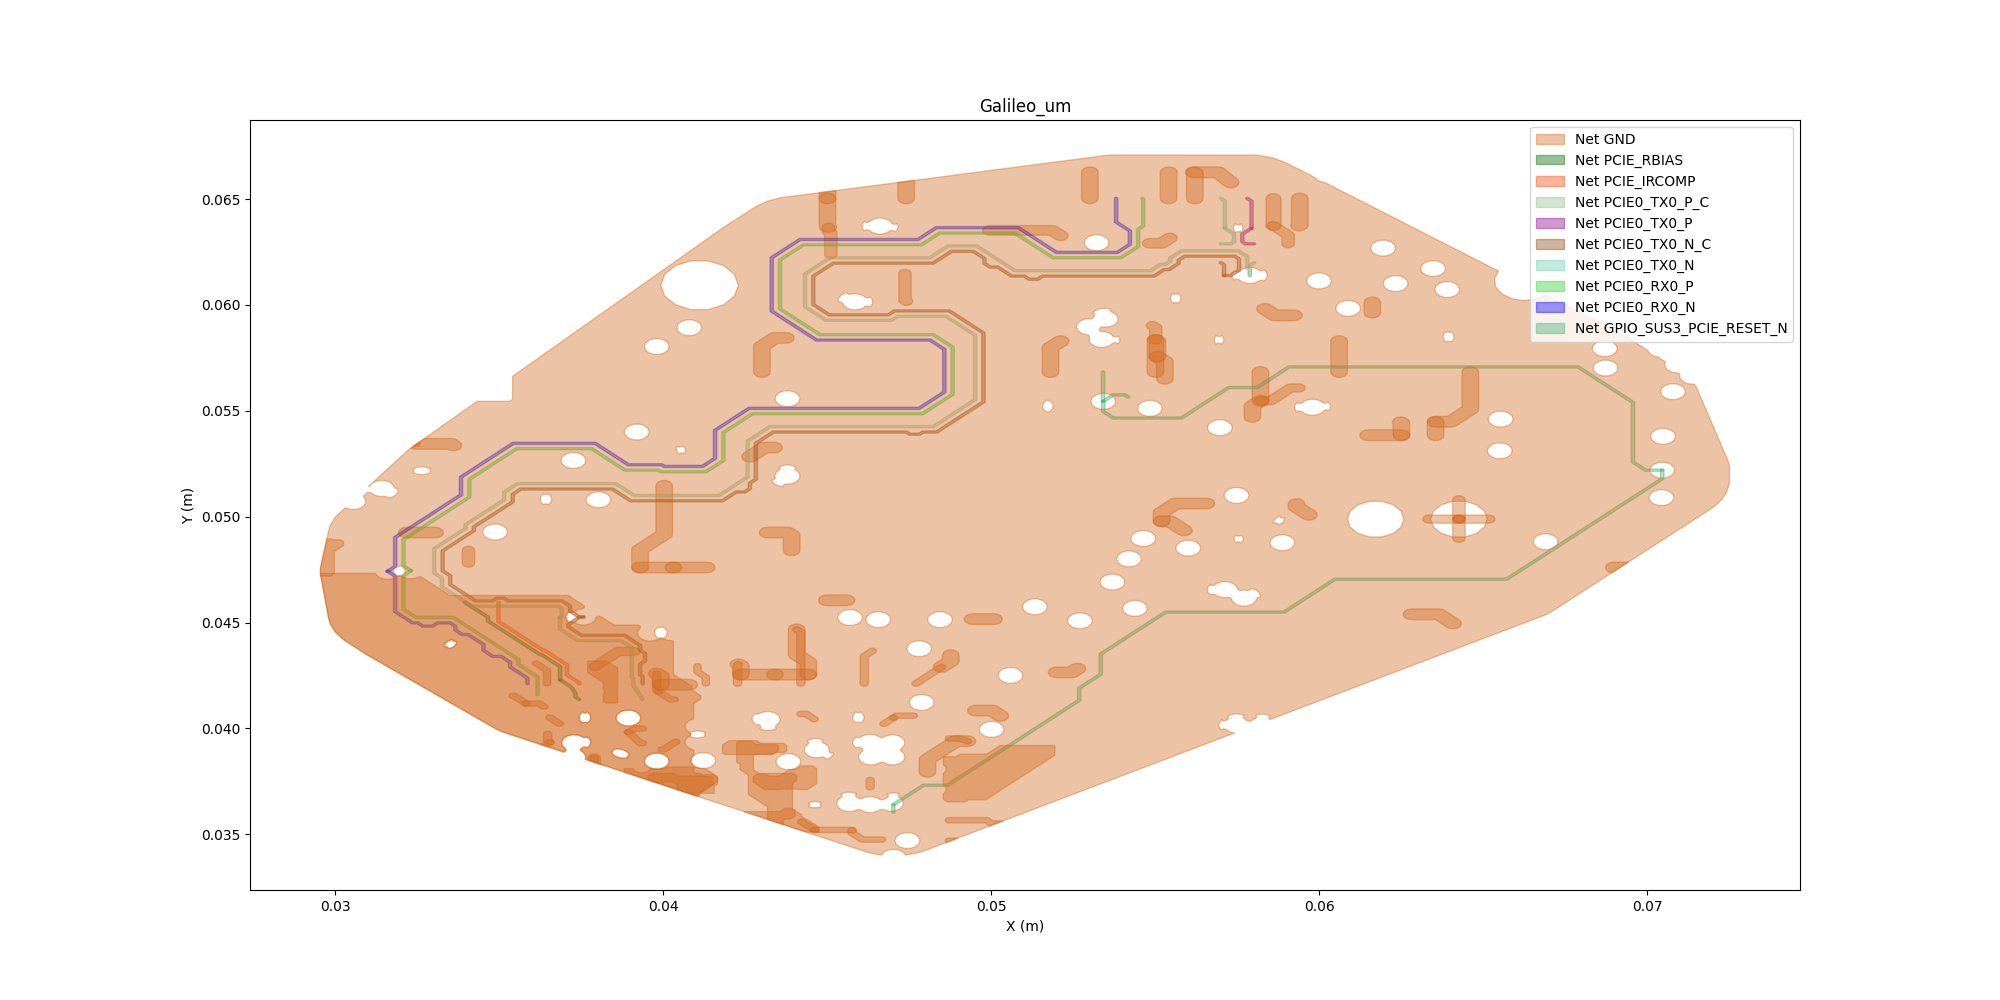 Galileo_um
Net GND
Net PCIE_RBIAS
Net PCIE_IRCOMP
Net PCIE0_TX0_P_C
Net PCIE0_TX0_P
Net PCIE0_TX0_N_C
Net PCIE0_TX0_N
Net PCIE0_RX0_P
Net PCIE0_RX0_N
Net GPIO_SUS3_PCIE_RESET_N
0.065
0.060
0.055
0.050
0.045
0.040
0.035
Y (m)
0.03 0.04 0.05 0.06 0.07
X (m)